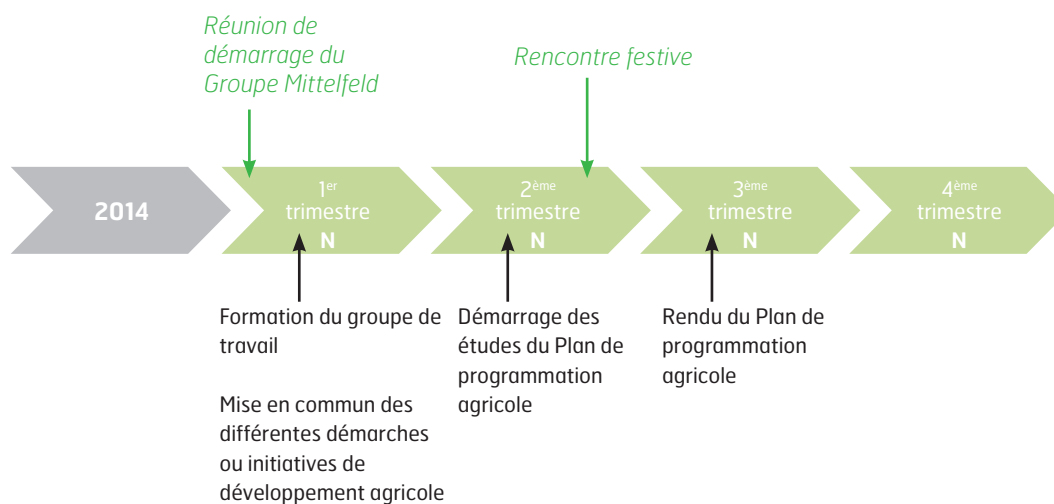 Réunion de
démarrage du
Groupe Mittelfeld
Rencontre festive
2014
1er
trimestre
N
2ème
trimestre
N
3ème
trimestre
N
4ème
trimestre
N
Formation du groupe de
travail
Mise en commun des
différentes démarches
ou initiatives de
développement agricole
Démarrage des
études du Plan de
programmation
agricole
Rendu du Plan de
programmation
agricole